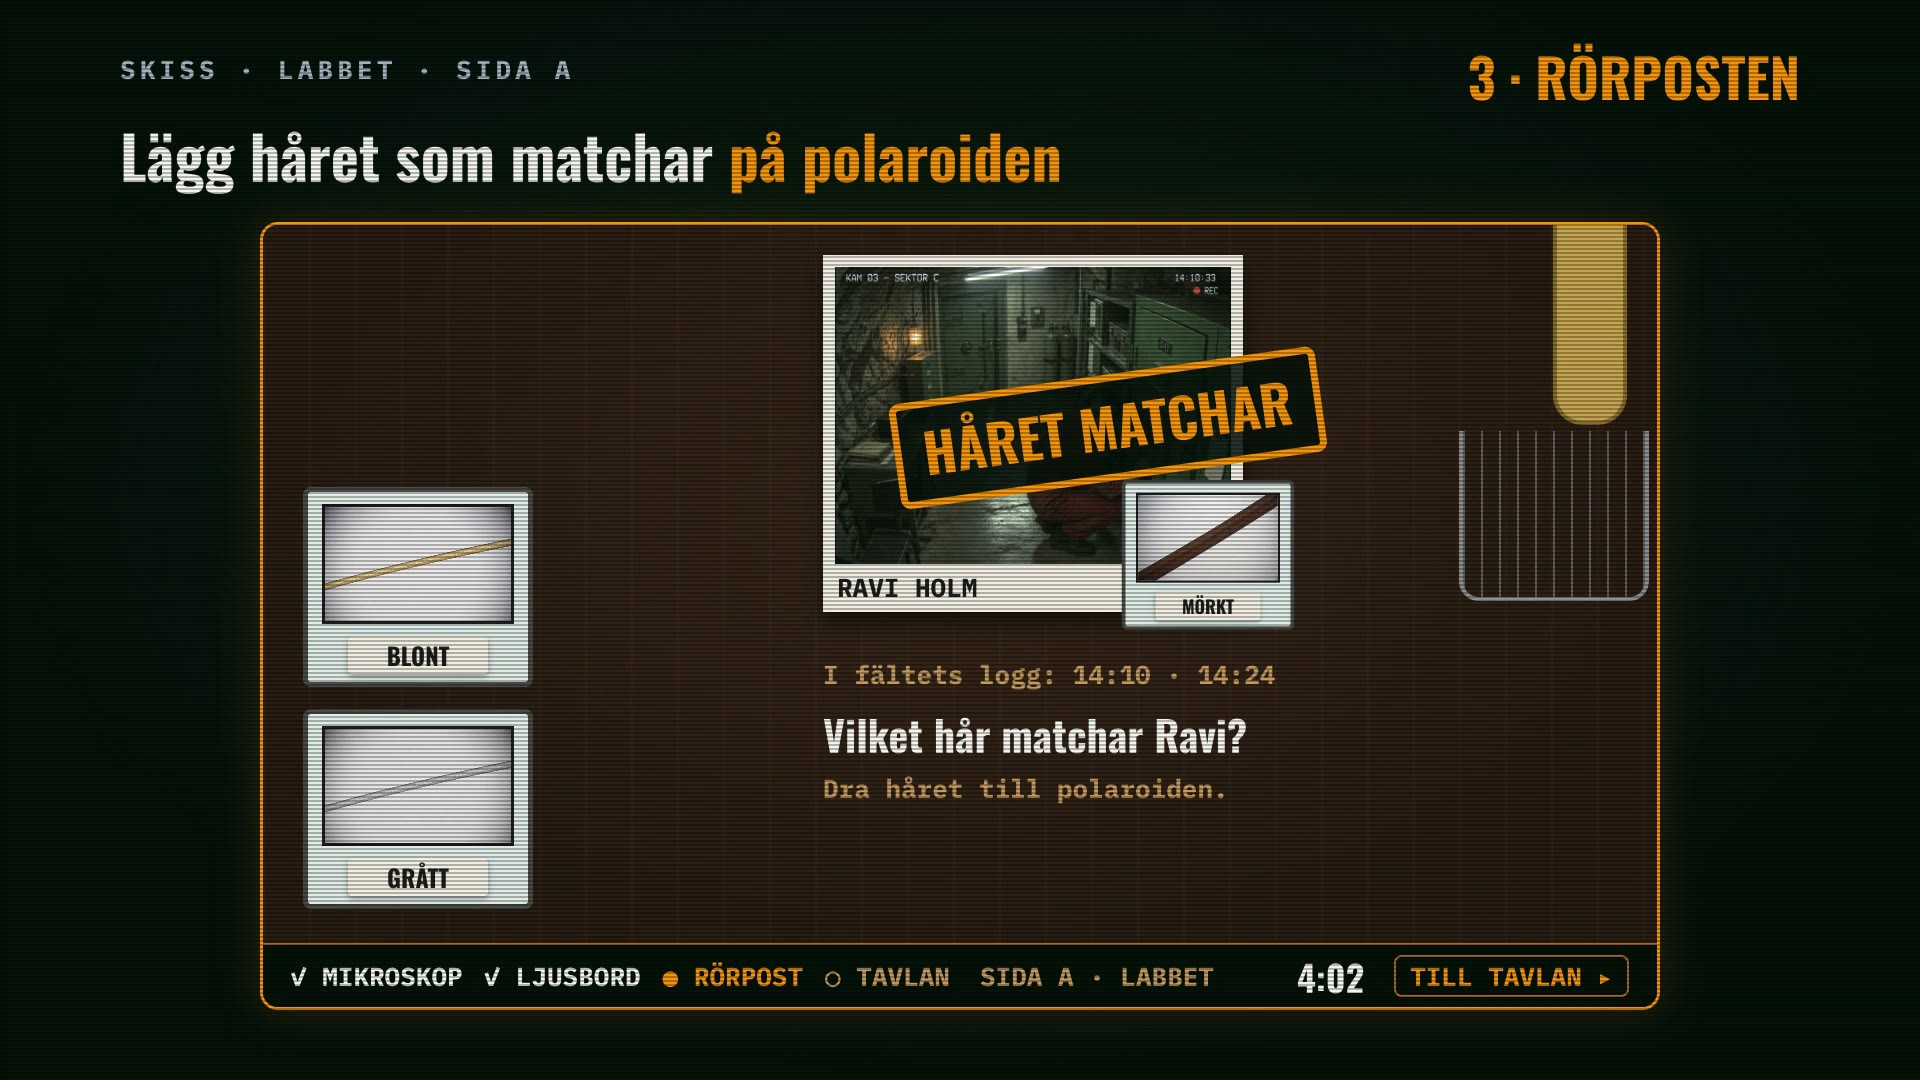 SKISS · LABBET · SIDA A
3 · RÖRPOSTEN
Lägg håret som matchar på polaroiden
KAM 03 – SEKTOR C
14:10:33
REC
HÅRET MATCHAR
RAVI HOLM
MÖRKT
BLONT
GRÅTT
I fältets logg: 14:10 · 14:24
Vilket hår matchar Ravi?
Dra håret till polaroiden.
✓ MIKROSKOP ✓ LJUSBORD ● RÖRPOST ○ TAVLAN SIDA A · LABBET 4:02 TILL TAVLAN ▸